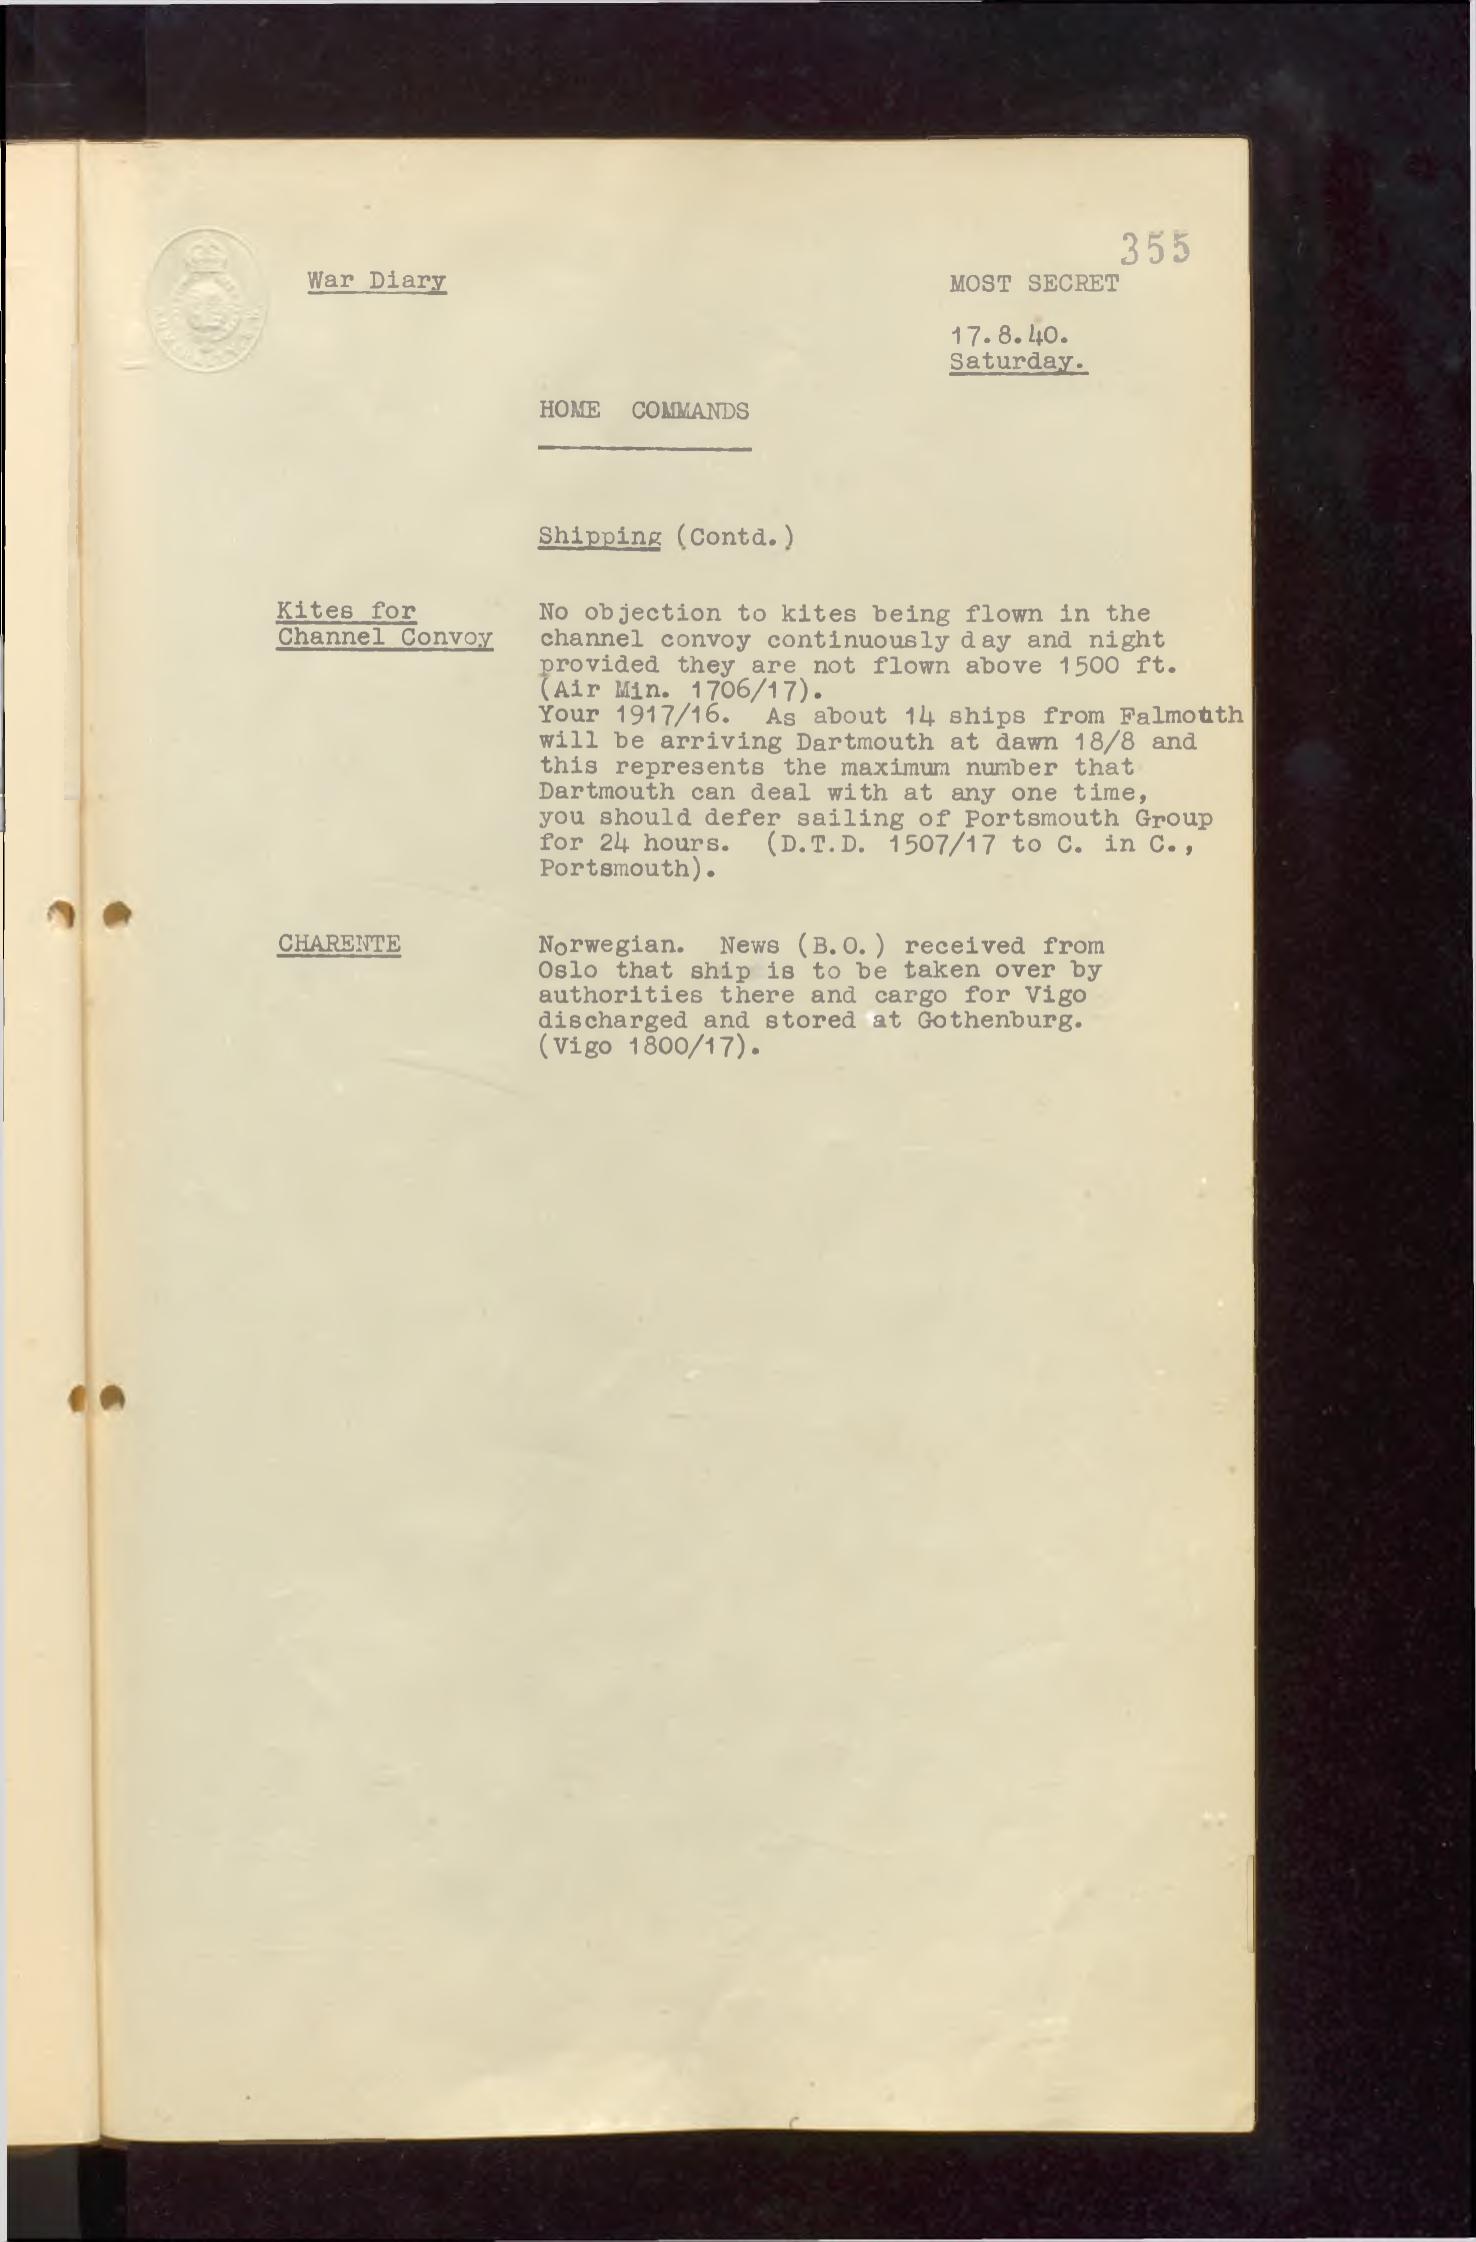 355
War Diary
MOST SECRET
17.8.40.
Saturday.
HOME COMMANDS
Shipping (Contd.)
Kites for
Channel Convoy
No objection to kites being flown in the
channel convoy continuously day and night
provided they are not flown above 1500 ft.
(Air Min. 1706/17).
Your 1917/16. As about 14 ships from Falmouth
will be arriving Dartmouth at dawn 18/8 and
this represents the maximum number that
Dartmouth can deal with at any one time,
you should defer sailing of Portsmouth Group
for 24 hours. (D.T.D. 1507/17 to C. in C.,
Portsmouth).
CHARENTE
Norwegian. News (B.O.) received from
Oslo that ship is to be taken over by
authorities there and cargo for Vigo
discharged and stored at Gothenburg.
(Vigo 1800/17).